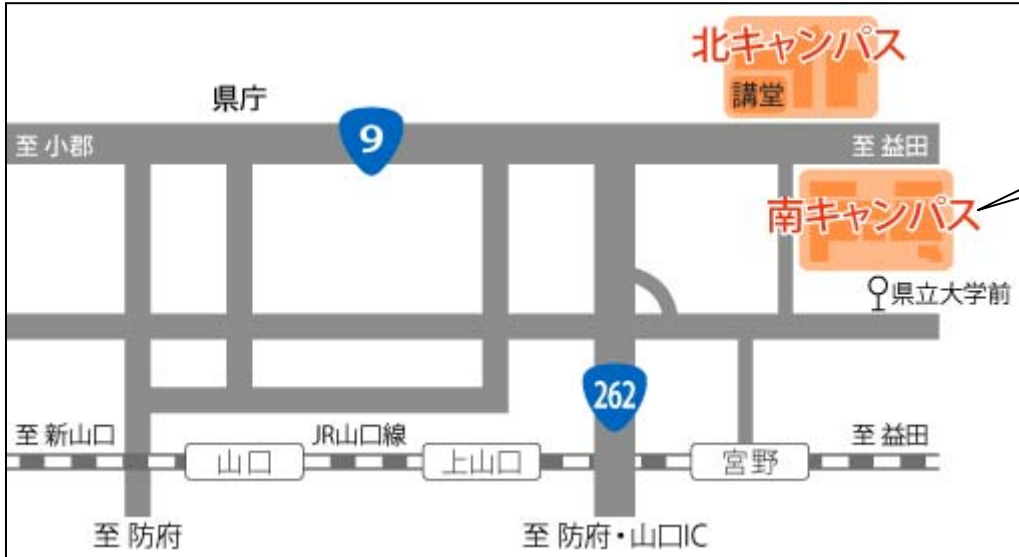 北キャンパス
講堂
県庁
9
至 小郡
至 益田
南キャンパス
県立大学前
262
至 新山口
JR山口線
至 益田
山口
上山口
宮野
至 防府
至 防府・山口IC